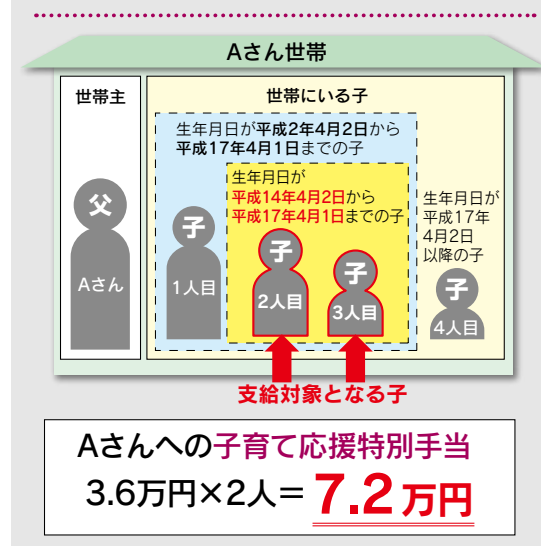 Aさん世帯
世帯主
世帯にいる子
生年月日が平成2年4月2日から
平成17年4月1日までの子
生年月日が
平成14年4月2日から
平成17年4月1日までの子
生年月日が
平成17年
4月2日
以降の子
父
Aさん
子
1人目
子
2人目
子
3人目
子
4人目
支給対象となる子
Aさんへの子育て応援特別手当
3.6万円×2人=7.2万円